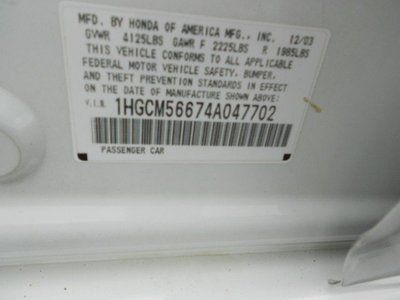 MFD. BY HONDA OF AMERICA MFG., INC. 12/03
GVWR 4125LBS GAWR F 2225LBS R 1985LBS
THIS VEHICLE CONFORMS TO ALL APPLICABLE
FEDERAL MOTOR VEHICLE SAFETY, BUMPER,
AND THEFT PREVENTION STANDARDS IN EFFECT
ON THE DATE OF MANUFACTURE SHOWN ABOVE.
V.I.N. 1HGCM56674A047702
PASSENGER CAR